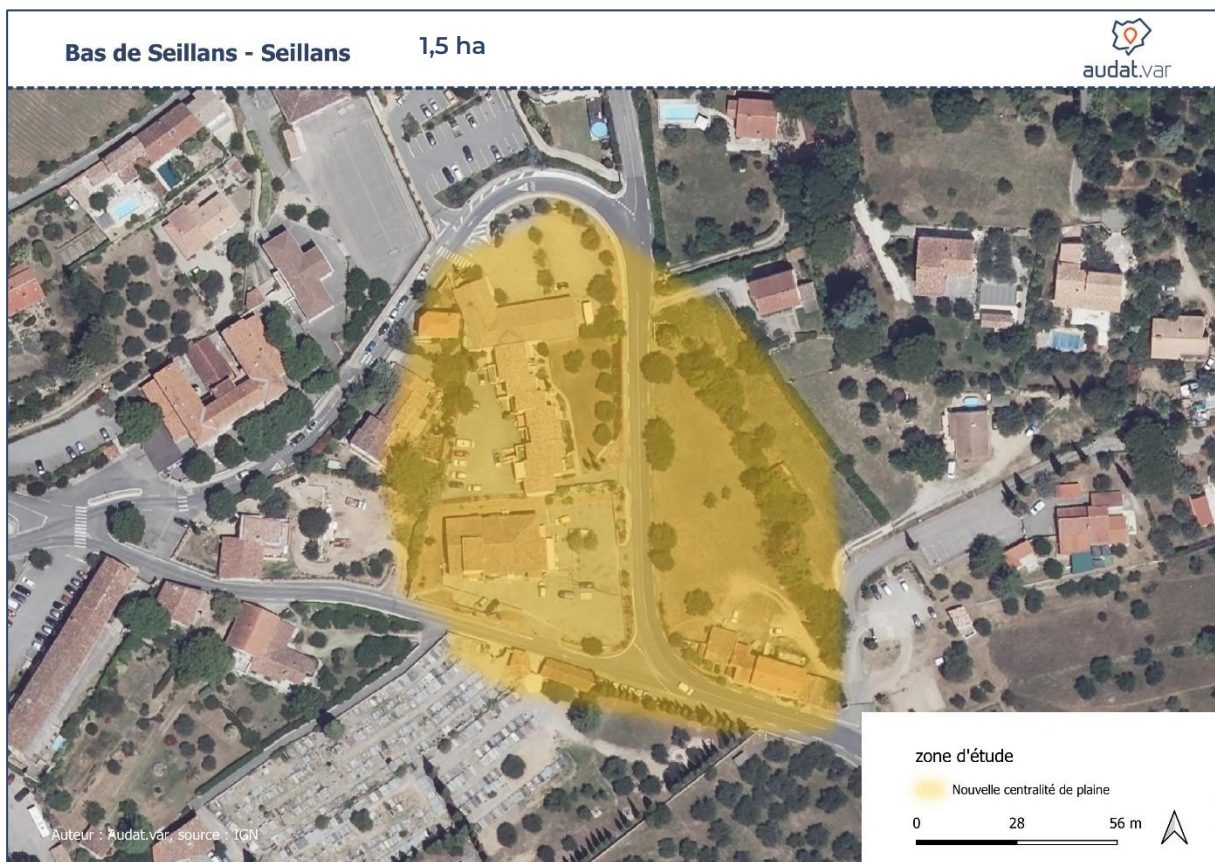 Bas de Seillans - Seillans 1,5 ha
audat.var
zone d'étude
Nouvelle centralité de plaine
0 28 56 m
Auteur : Audat.var, source : IGN